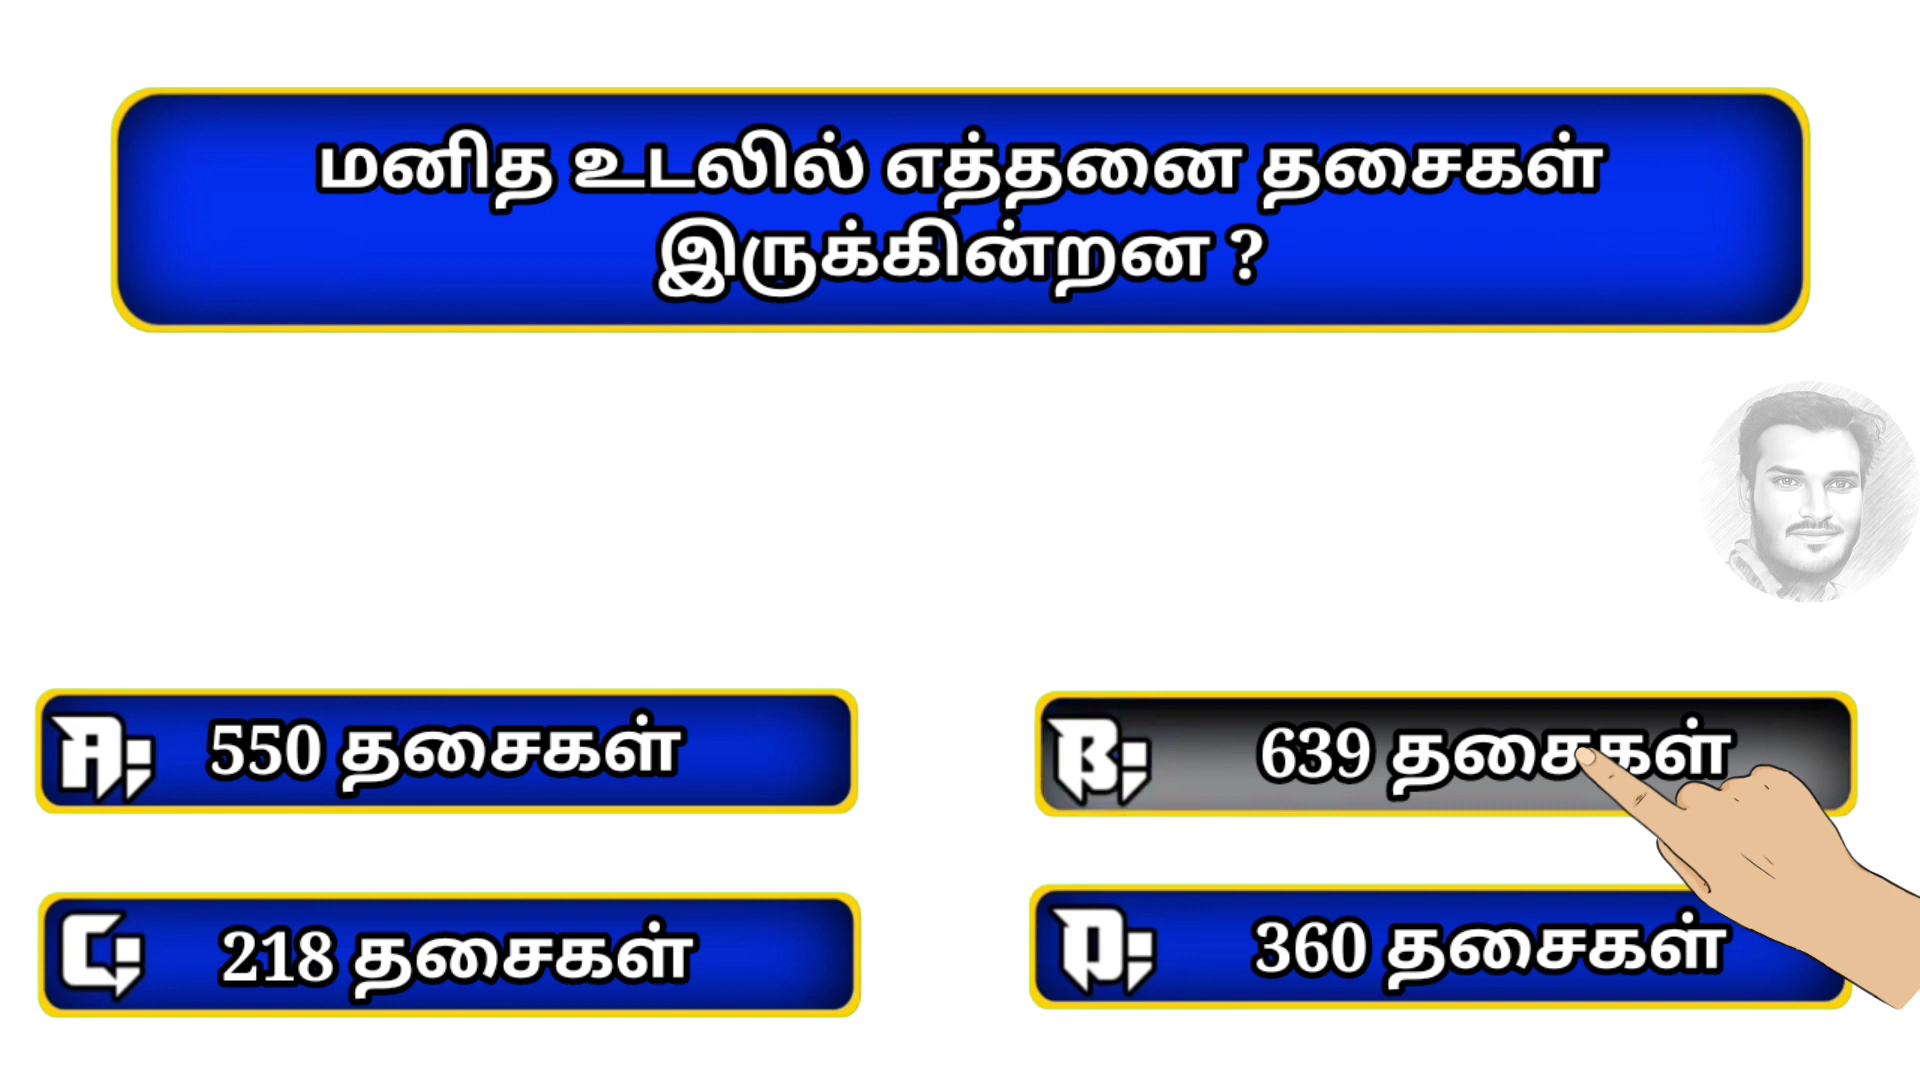 மனித உடலில் எத்தனை தசைகள்
இருக்கின்றன ?
A; 550 தசைகள்
B; 639 தசைகள்
C; 218 தசைகள்
D; 360 தசைகள்